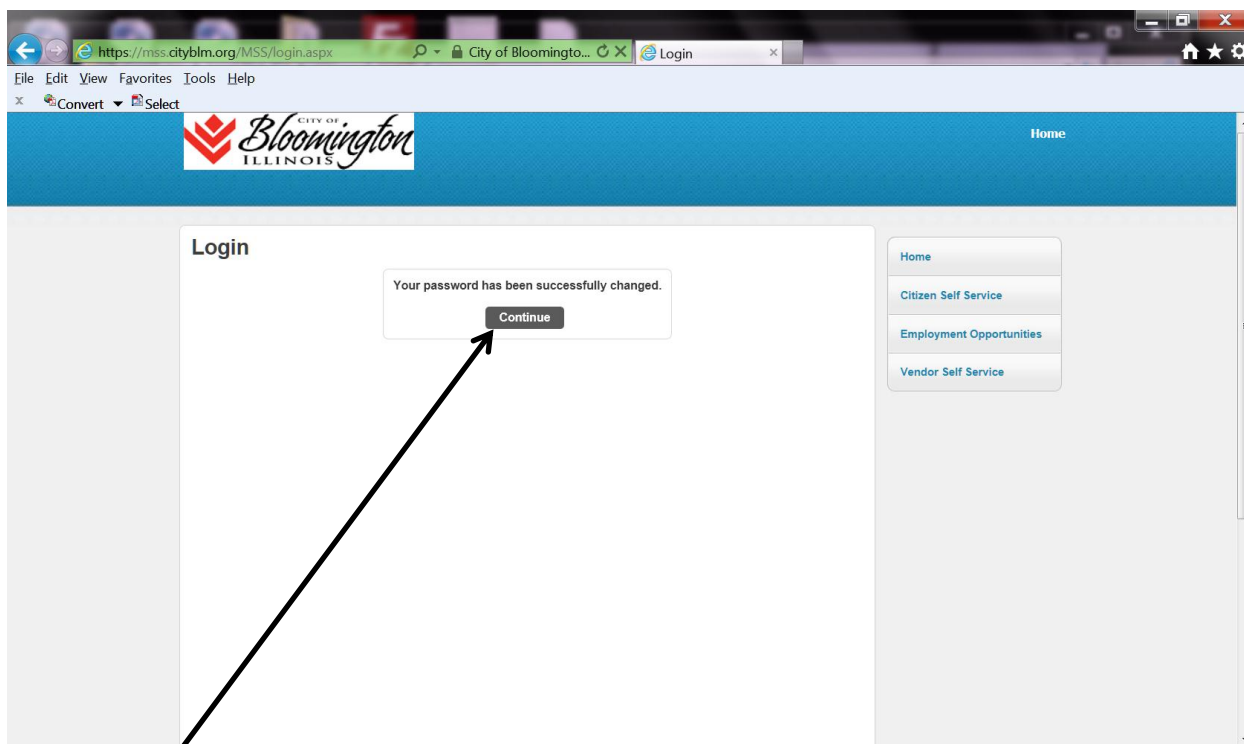 https://mss.cityblm.org/MSS/login.aspx
City of Bloomingto...
Login
File Edit View Favorites Tools Help
x Convert Select
CITY OF
Bloomington
ILLINOIS
Home
Login
Your password has been successfully changed.
Continue
Home
Citizen Self Service
Employment Opportunities
Vendor Self Service